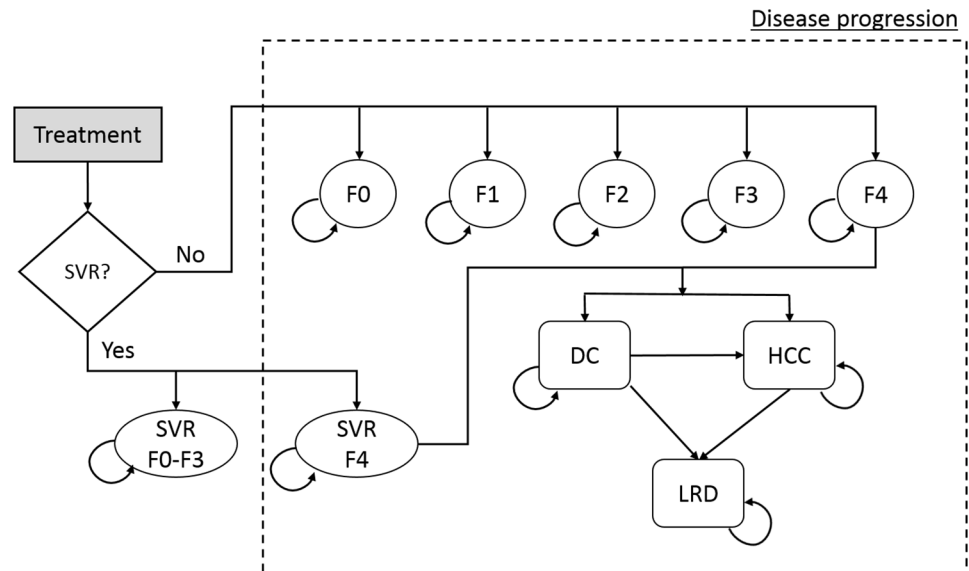 Disease progression
Treatment
F0
F1
F2
F3
F4
No
SVR?
Yes
DC
HCC
SVR
F0-F3
SVR
F4
LRD